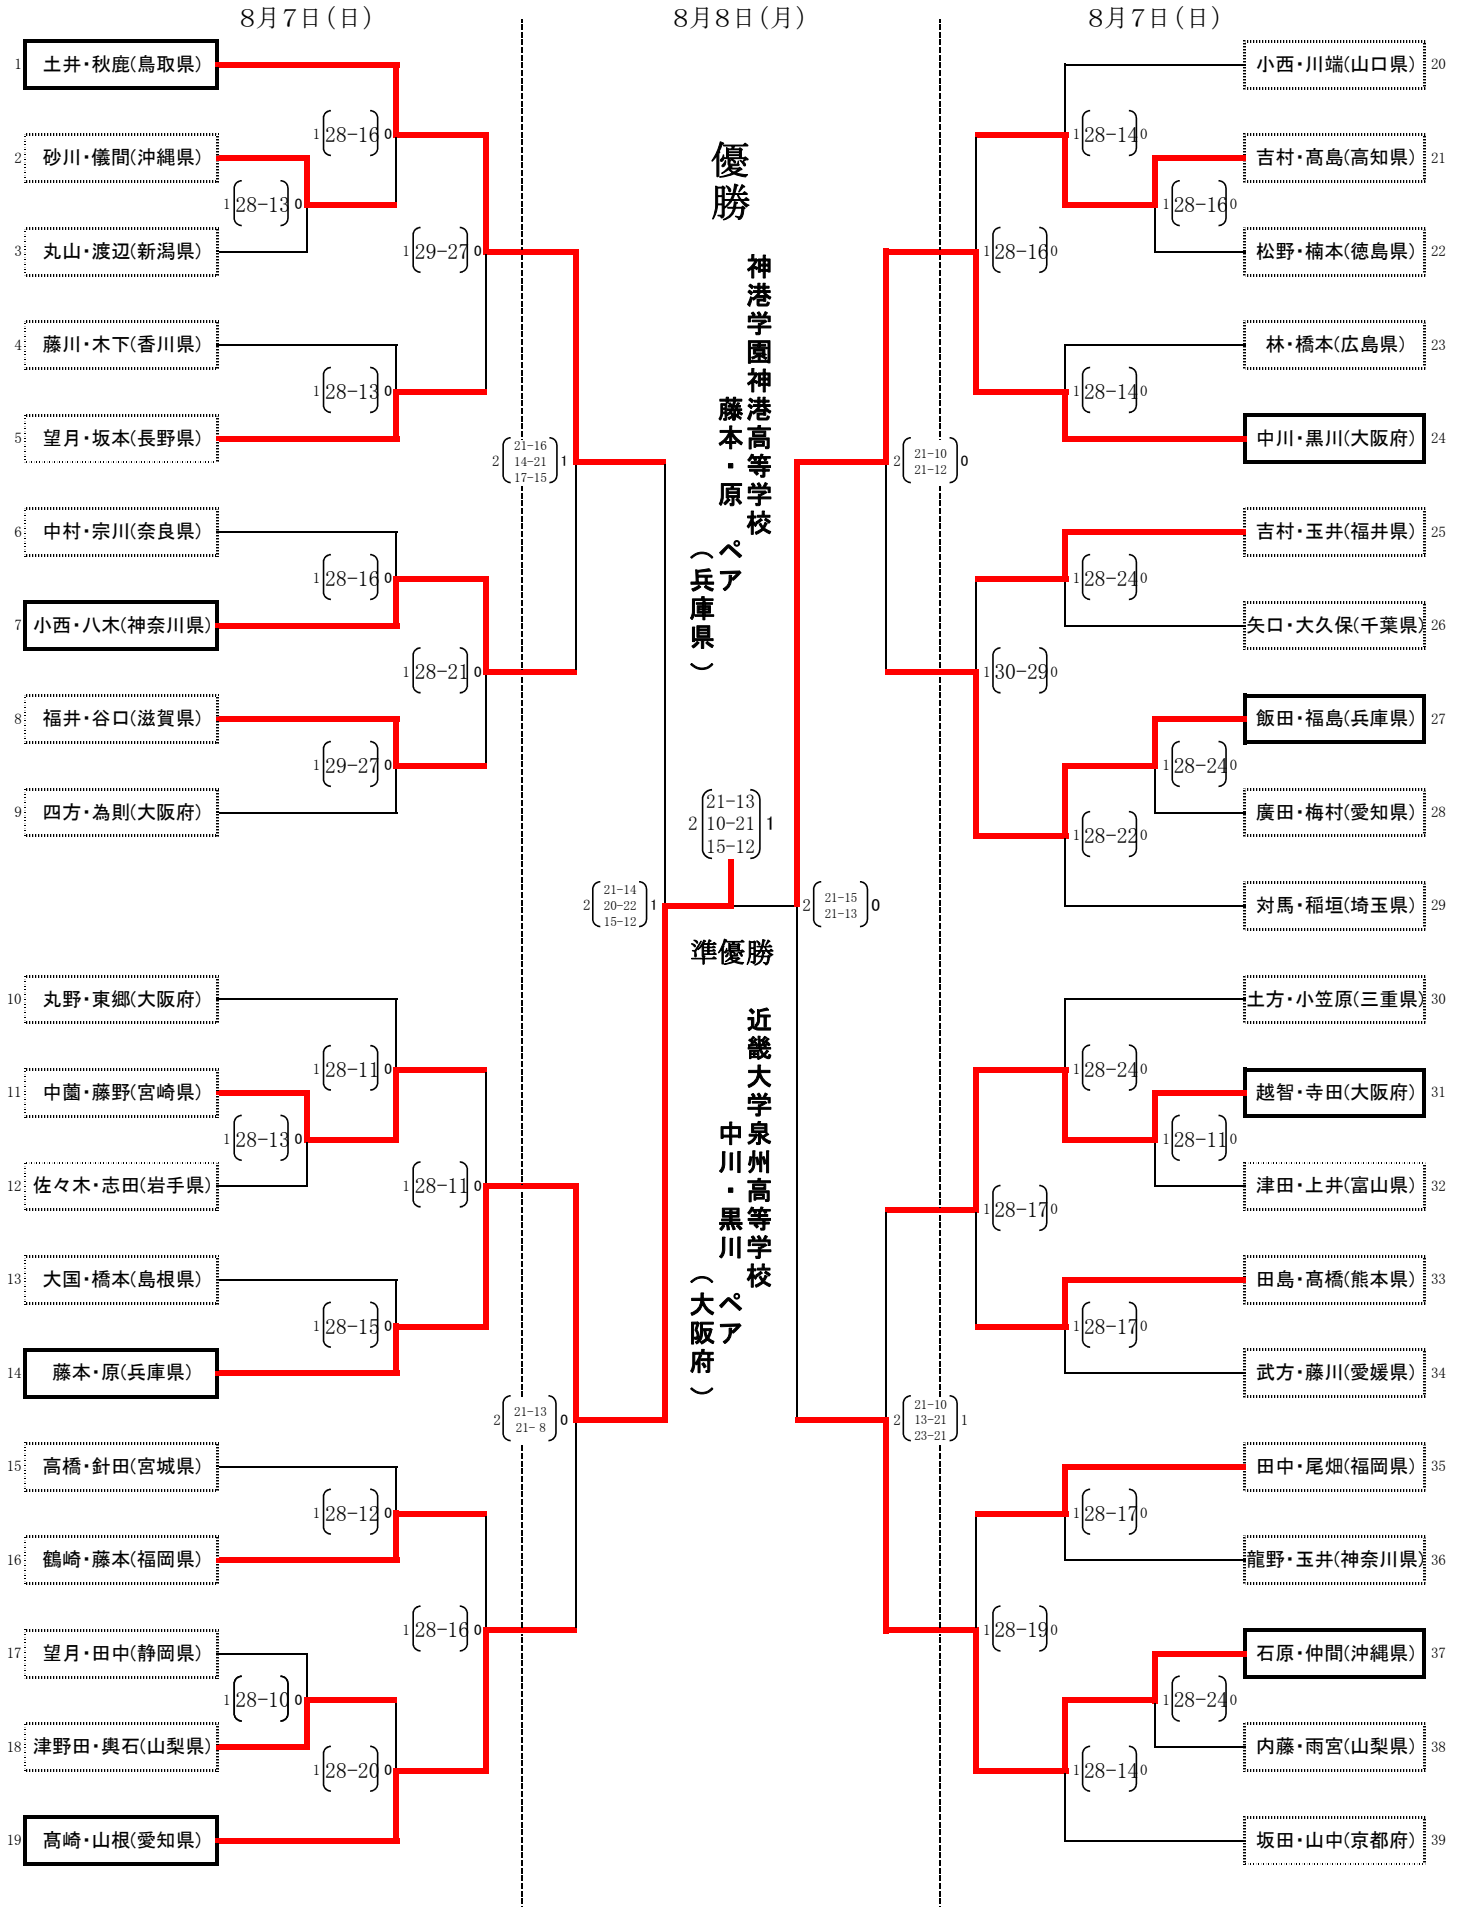 8月7日(日)
8月8日(月)
8月7日(日)
1 土井・秋鹿(鳥取県)
2 砂川・儀間(沖縄県)
3 丸山・渡辺(新潟県)
4 藤川・木下(香川県)
5 望月・坂本(長野県)
6 中村・宗川(奈良県)
7 小西・八木(神奈川県)
8 福井・谷口(滋賀県)
9 四方・為則(大阪府)
10 丸野・東郷(大阪府)
11 中薗・藤野(宮崎県)
12 佐々木・志田(岩手県)
13 大国・橋本(島根県)
14 藤本・原(兵庫県)
15 高橋・針田(宮城県)
16 鶴崎・藤本(福岡県)
17 望月・田中(静岡県)
18 津野田・輿石(山梨県)
19 髙崎・山根(愛知県)
1 28-16 0
1 28-13 0
1 29-27 0
1 28-13 0
1 28-16 0
1 28-21 0
1 29-27 0
1 28-11 0
1 28-13 0
1 28-11 0
1 28-15 0
1 28-12 0
1 28-16 0
1 28-10 0
1 28-20 0
21-16
2 14-21 1
17-15
2 21-13 0
21- 8
21-14
2 20-22 1
15-12
優勝
神港学園神港高等学校
藤本・原 ペア
(兵庫県)
21-13
2 10-21 1
15-12
準優勝
近畿大学泉州高等学校
中川・黒川 ペア
(大阪府)
2 21-15 0
21-13
2 21-10 0
21-12
21-10
2 13-21 1
23-21
1 28-14 0
1 28-16 0
1 28-16 0
1 28-14 0
1 28-24 0
1 30-29 0
1 28-24 0
1 28-22 0
1 28-24 0
1 28-11 0
1 28-17 0
1 28-17 0
1 28-17 0
1 28-19 0
1 28-24 0
1 28-14 0
小西・川端(山口県) 20
吉村・髙島(高知県) 21
松野・楠本(徳島県) 22
林・橋本(広島県) 23
中川・黒川(大阪府) 24
吉村・玉井(福井県) 25
矢口・大久保(千葉県) 26
飯田・福島(兵庫県) 27
廣田・梅村(愛知県) 28
対馬・稲垣(埼玉県) 29
土方・小笠原(三重県) 30
越智・寺田(大阪府) 31
津田・上井(富山県) 32
田島・髙橋(熊本県) 33
武方・藤川(愛媛県) 34
田中・尾畑(福岡県) 35
龍野・玉井(神奈川県) 36
石原・仲間(沖縄県) 37
内藤・雨宮(山梨県) 38
坂田・山中(京都府) 39